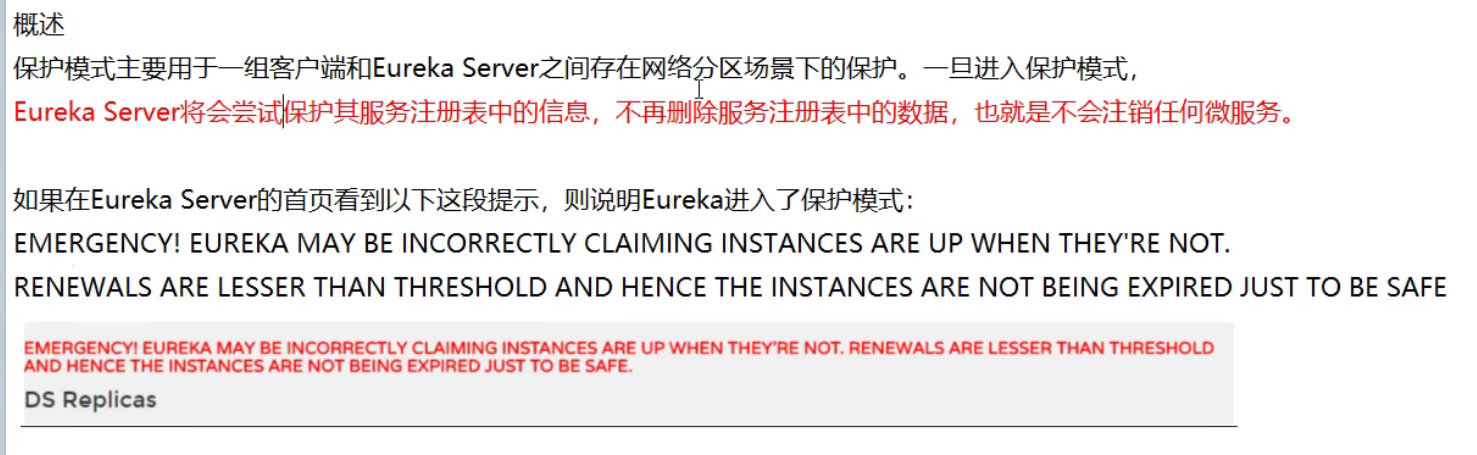 概述
保护模式主要用于一组客户端和Eureka Server之间存在网络分区场景下的保护。一旦进入保护模式，
Eureka Server将会尝试保护其服务注册表中的信息，不再删除服务注册表中的数据，也就是不会注销任何微服务。
如果在Eureka Server的首页看到以下这段提示，则说明Eureka进入了保护模式：
EMERGENCY! EUREKA MAY BE INCORRECTLY CLAIMING INSTANCES ARE UP WHEN THEY'RE NOT.
RENEWALS ARE LESSER THAN THRESHOLD AND HENCE THE INSTANCES ARE NOT BEING EXPIRED JUST TO BE SAFE
EMERGENCY! EUREKA MAY BE INCORRECTLY CLAIMING INSTANCES ARE UP WHEN THEY'RE NOT. RENEWALS ARE LESSER THAN THRESHOLD
AND HENCE THE INSTANCES ARE NOT BEING EXPIRED JUST TO BE SAFE.
DS Replicas